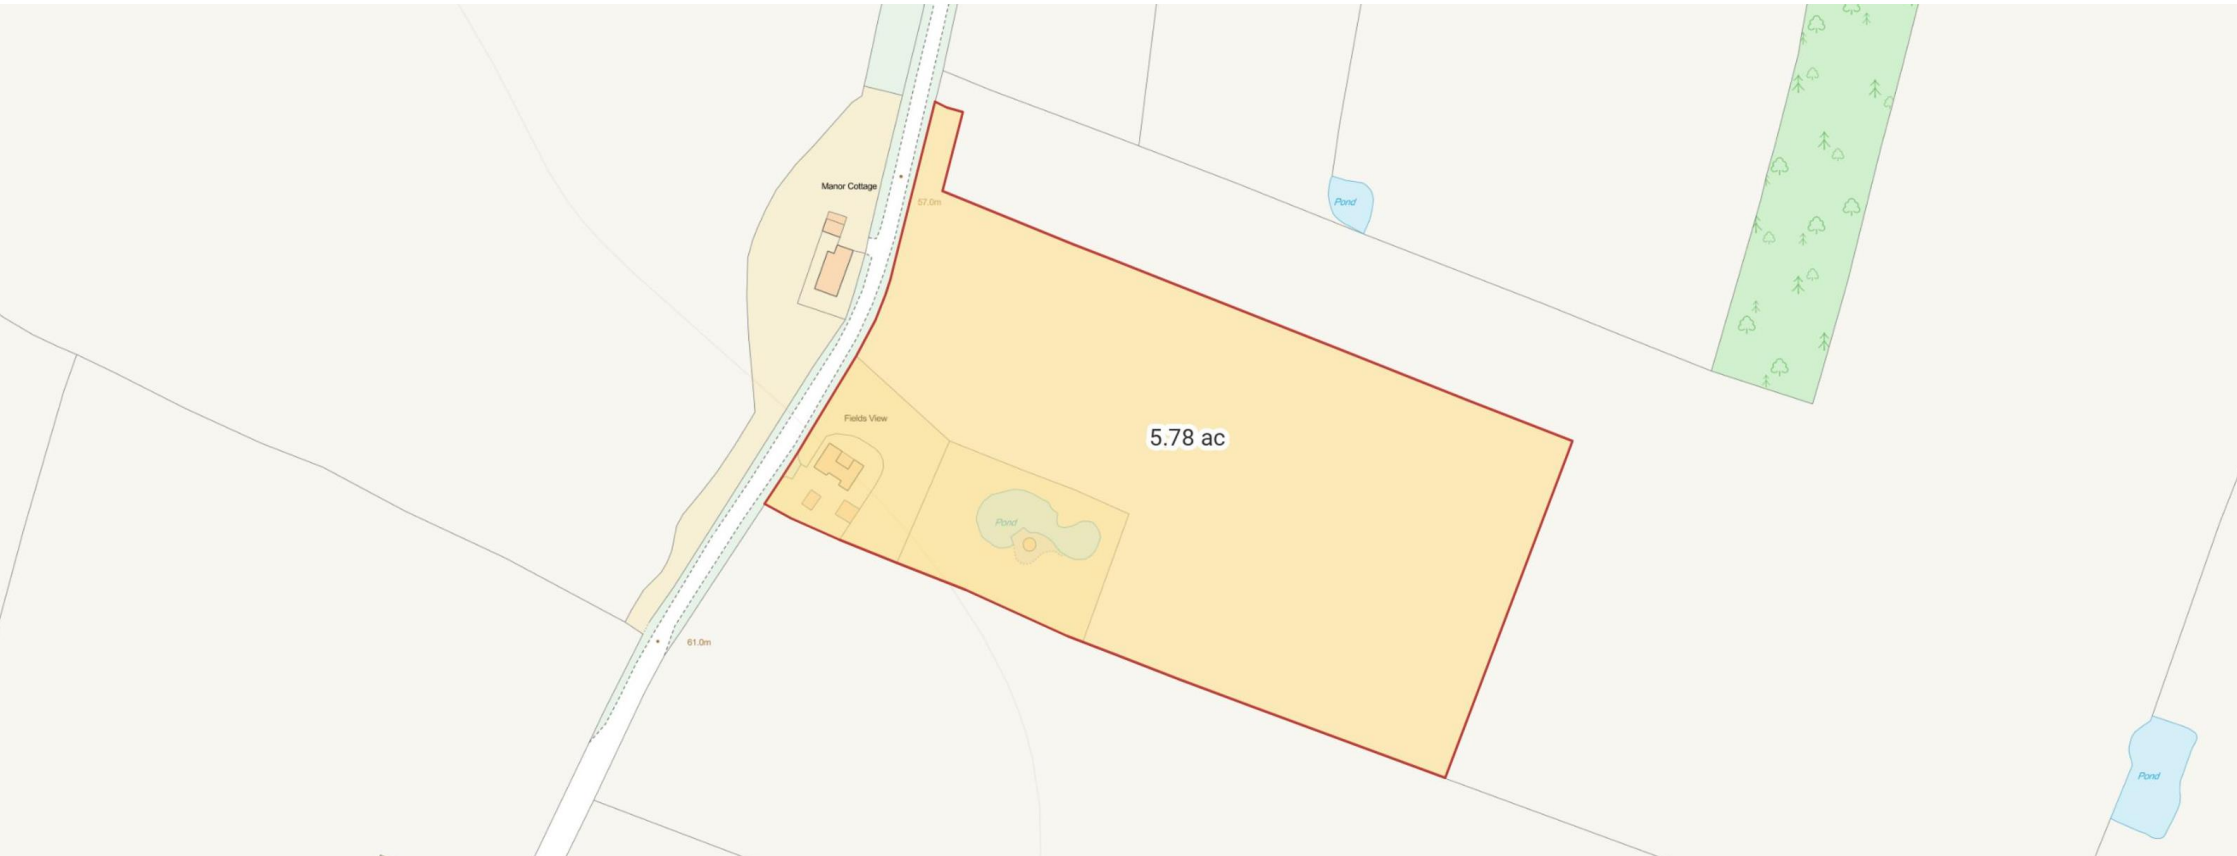 Manor Cottage
57.0m
Pond
Fields View
5.78 ac
Pond
61.0m
Pond